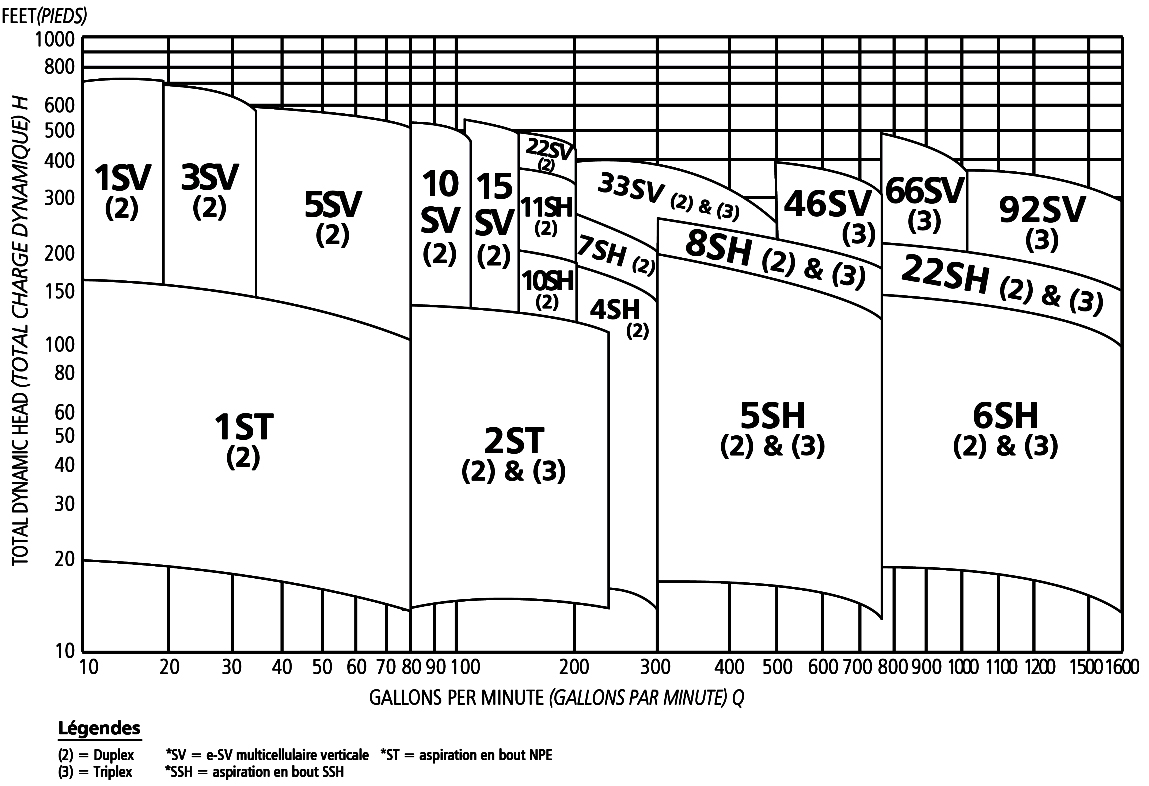 FEET(PIEDS)
TOTAL DYNAMIC HEAD (TOTAL CHARGE DYNAMIQUE) H
1000
800
600
500
400
300
200
150
100
80
60
50
40
30
20
10
1SV
(2)
3SV
(2)
5SV
(2)
10
SV
(2)
15
SV
(2)
22SV
(2)
11SH
(2)
10SH
(2)
33SV (2) & (3)
7SH (2)
4SH
(2)
8SH (2) & (3)
46SV
(3)
66SV
(3)
92SV
(3)
22SH (2) & (3)
1ST
(2)
2ST
(2) & (3)
5SH
(2) & (3)
6SH
(2) & (3)
10 20 30 40 50 60 70 80 90 100 200 300 400 500 600 700 800 900 1000 1100 1200 1500 1600
GALLONS PER MINUTE (GALLONS PAR MINUTE) Q
Légendes
(2) = Duplex *SV = e-SV multicellulaire verticale *ST = aspiration en bout NPE
(3) = Triplex *SSH = aspiration en bout SSH